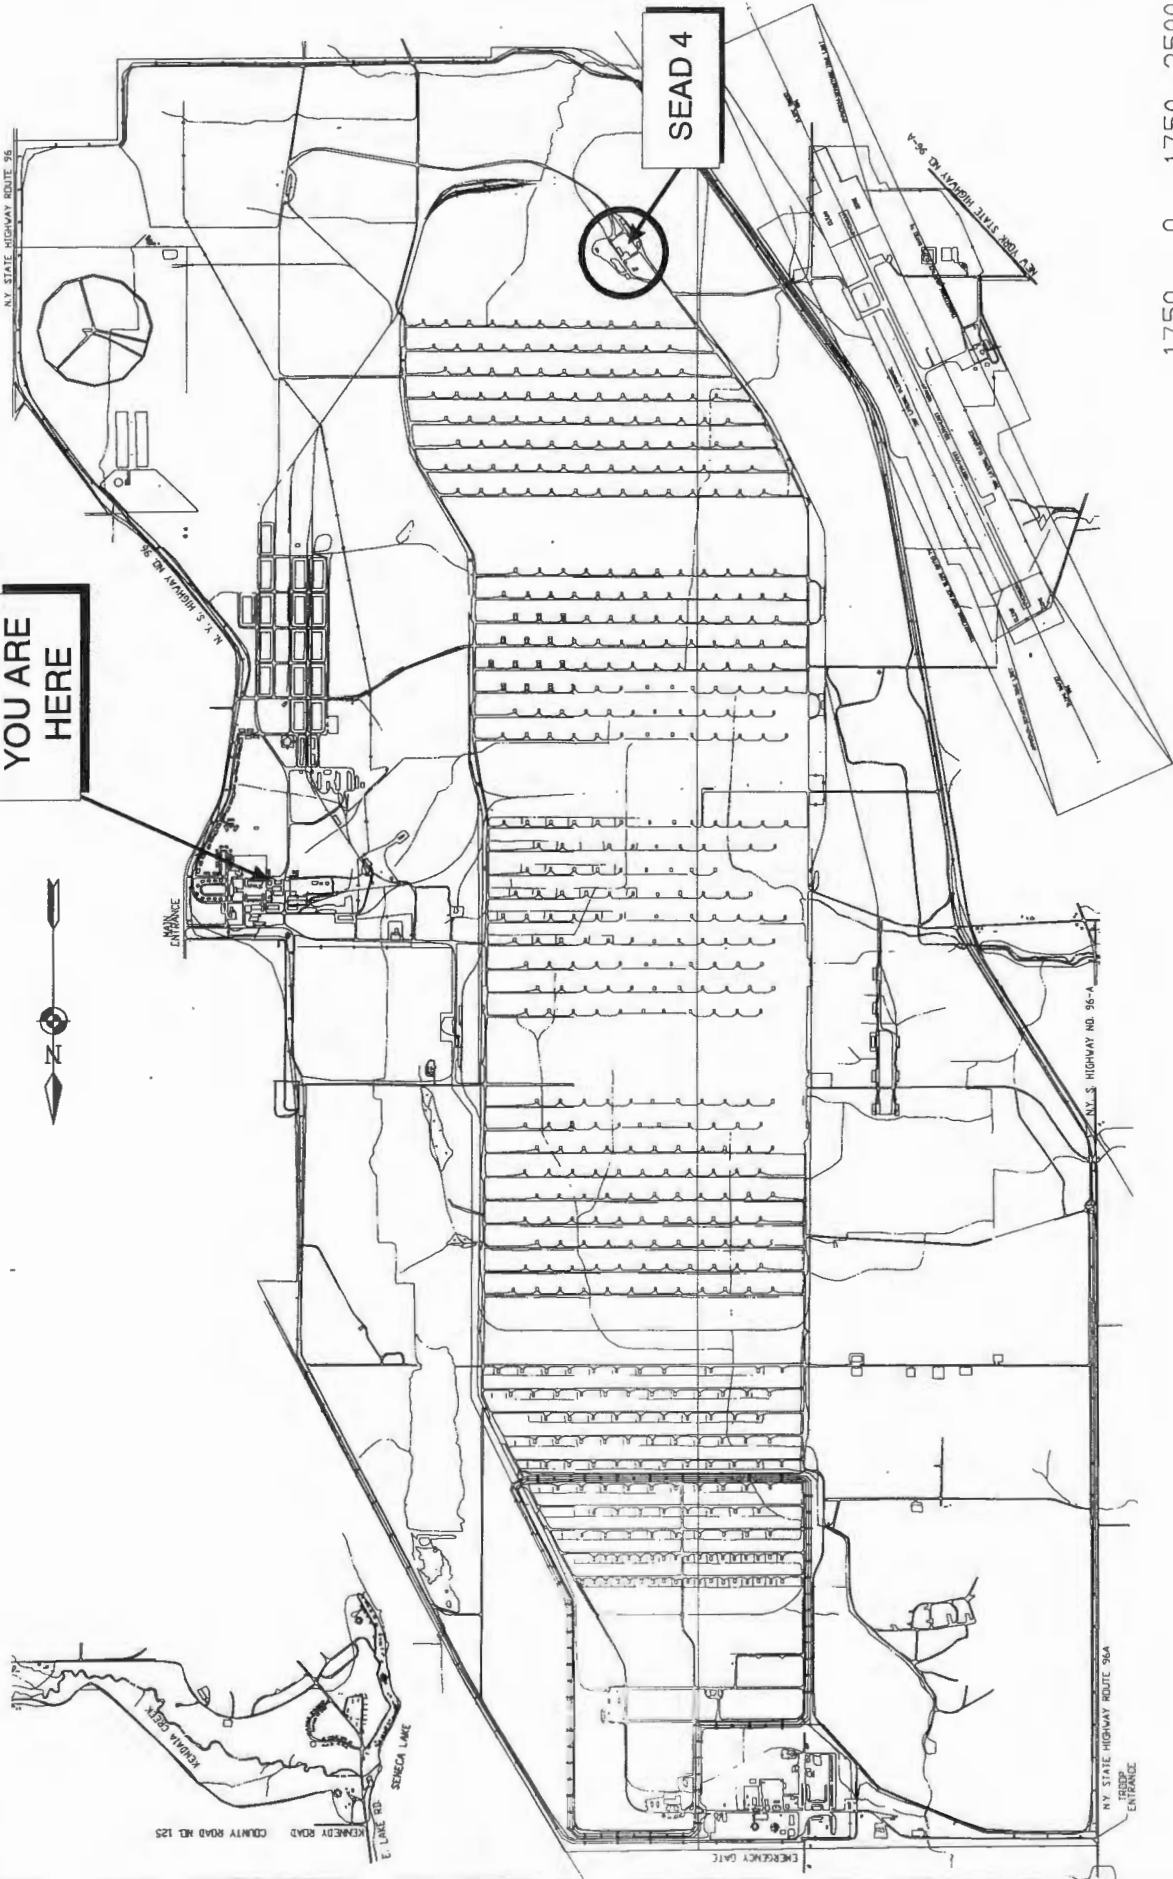 N.Y. STATE HIGHWAY ROUTE 96
N. Y. S. HIGHWAY NO. 96
YOU ARE
HERE
SEAD 4
MAIN
ENTRANCE
N
NEW YORK STATE HIGHWAY NO. 96-A
1750 0 1750 3500
N.Y. S. HIGHWAY NO. 96-A
KENDAIA CREEK
SENECA LAKE
E. LAKE RD.
KENNEDY ROAD COUNTY ROAD NO. 125
EMERGENCY GATE
N.Y. STATE HIGHWAY ROUTE 96A
TROOP
ENTRANCE